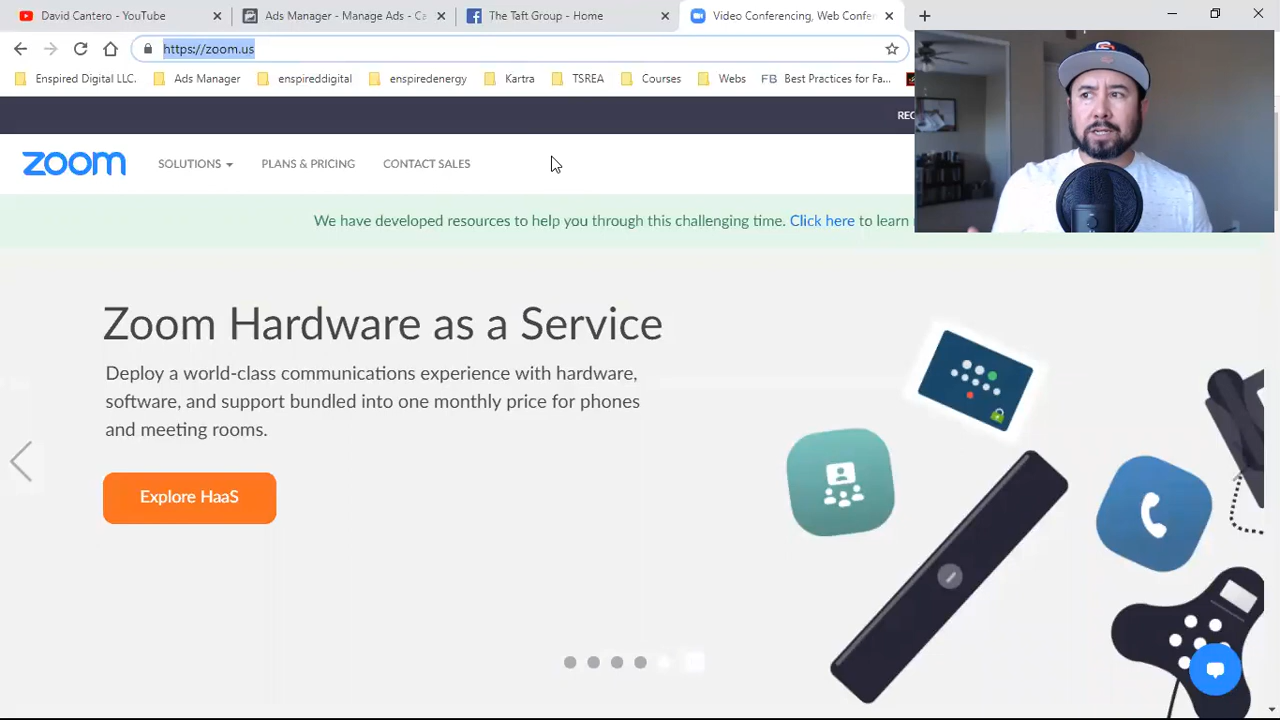 David Cantero - YouTube
Ads Manager - Manage Ads - Ca
The Taft Group - Home
Video Conferencing, Web Confer
https://zoom.us
Enspired Digital LLC.
Ads Manager
enspireddigital
enspiredenergy
Kartra
TSREA
Courses
Webs
FB Best Practices for Fa...
REC
zoom
SOLUTIONS
PLANS & PRICING
CONTACT SALES
We have developed resources to help you through this challenging time. Click here to learn
Zoom Hardware as a Service
Deploy a world-class communications experience with hardware,
software, and support bundled into one monthly price for phones
and meeting rooms.
Explore HaaS